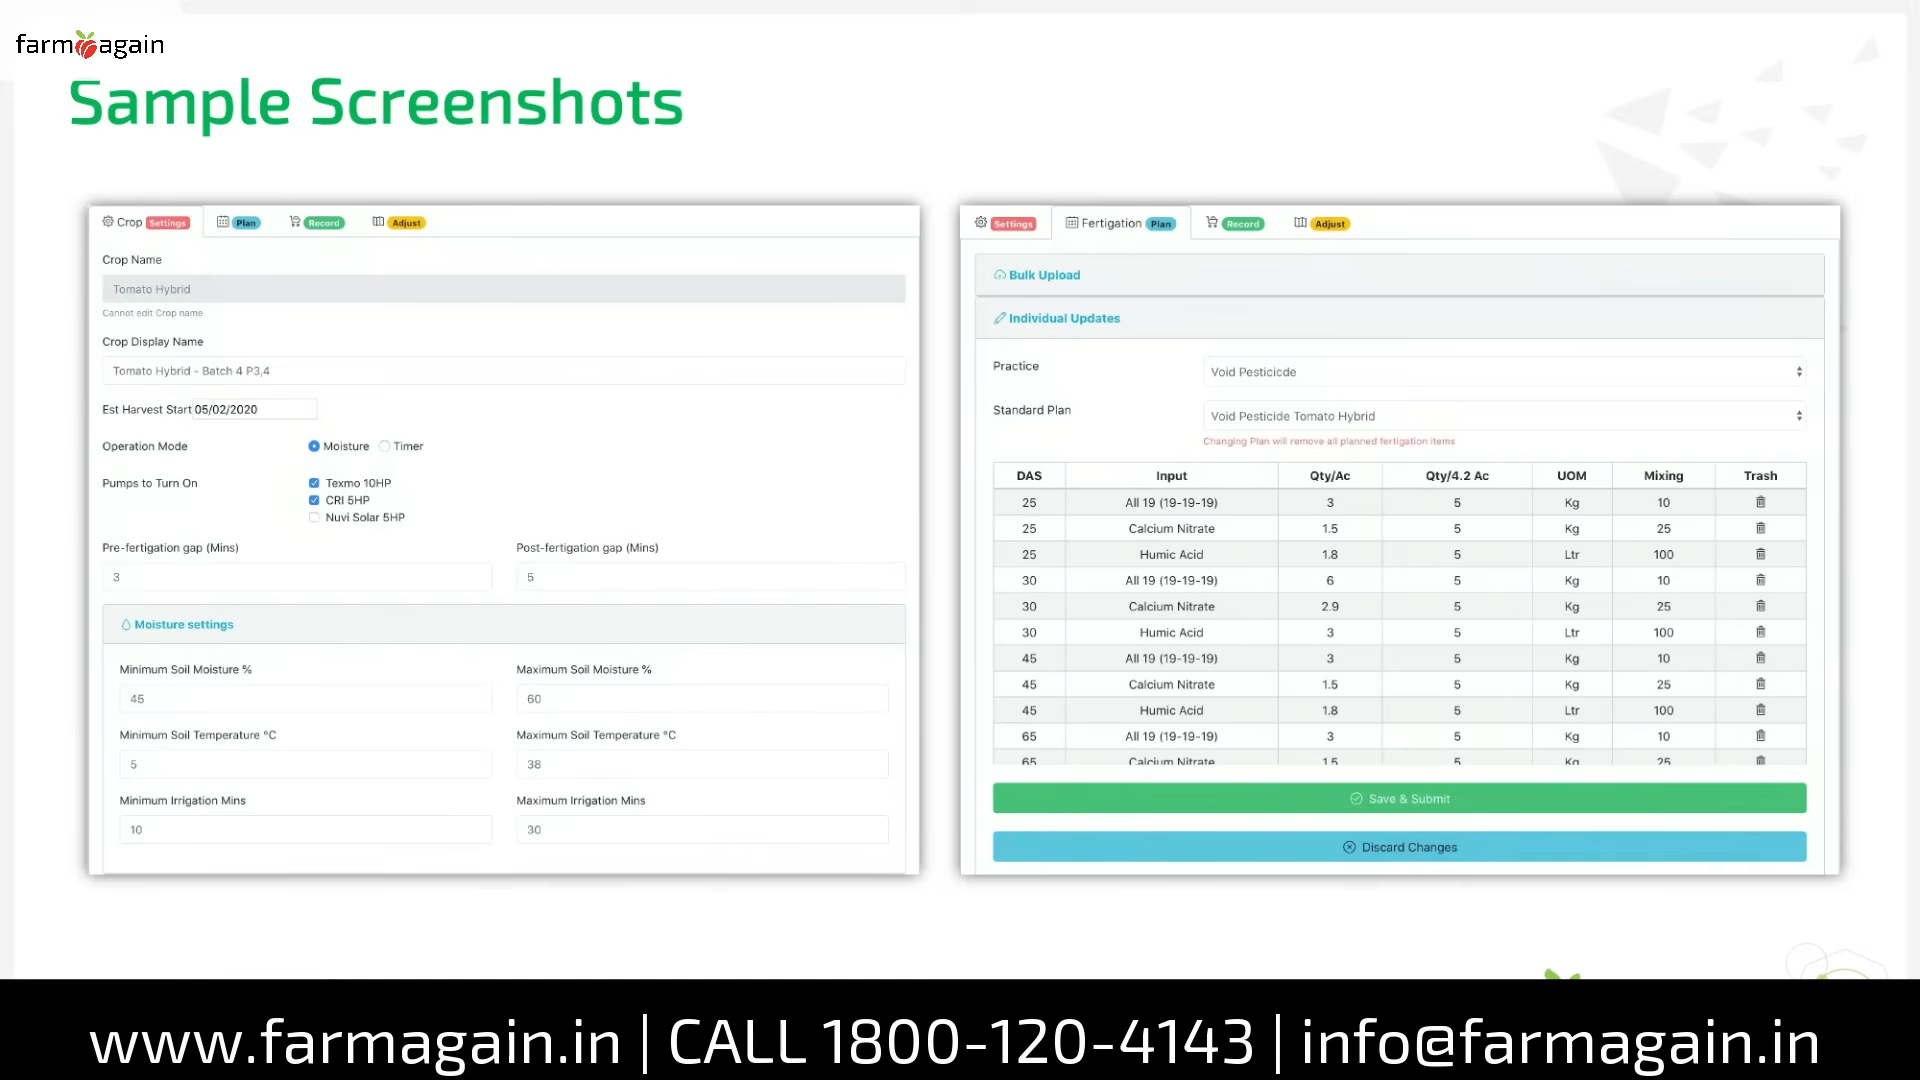 farm again
Sample Screenshots
Crop Settings Plan Record Adjust
Crop Name
Tomato Hybrid
Cannot edit Crop name
Crop Display Name
Tomato Hybrid - Batch 4 P3,4
Est Harvest Start 05/02/2020
Operation Mode Moisture Timer
Pumps to Turn On Texmo 10HP
CRI 5HP
Nuvi Solar 5HP
Pre-fertigation gap (Mins) Post-fertigation gap (Mins)
3 5
Moisture settings
Minimum Soil Moisture % Maximum Soil Moisture %
45 60
Minimum Soil Temperature °C Maximum Soil Temperature °C
5 38
Minimum Irrigation Mins Maximum Irrigation Mins
10 30
Settings Fertigation Plan Record Adjust
Bulk Upload
Individual Updates
Practice Void Pesticicde
Standard Plan Void Pesticide Tomato Hybrid
Changing Plan will remove all planned fertigation items
DAS Input Qty/Ac Qty/4.2 Ac UOM Mixing Trash
25 All 19 (19-19-19) 3 5 Kg 10
25 Calcium Nitrate 1.5 5 Kg 25
25 Humic Acid 1.8 5 Ltr 100
30 All 19 (19-19-19) 6 5 Kg 10
30 Calcium Nitrate 2.9 5 Kg 25
30 Humic Acid 3 5 Ltr 100
45 All 19 (19-19-19) 3 5 Kg 10
45 Calcium Nitrate 1.5 5 Kg 25
45 Humic Acid 1.8 5 Ltr 100
65 All 19 (19-19-19) 3 5 Kg 10
65 Calcium Nitrate 1.5 5 Kg 25
Save & Submit
Discard Changes
www.farmagain.in | CALL 1800-120-4143 | info@farmagain.in